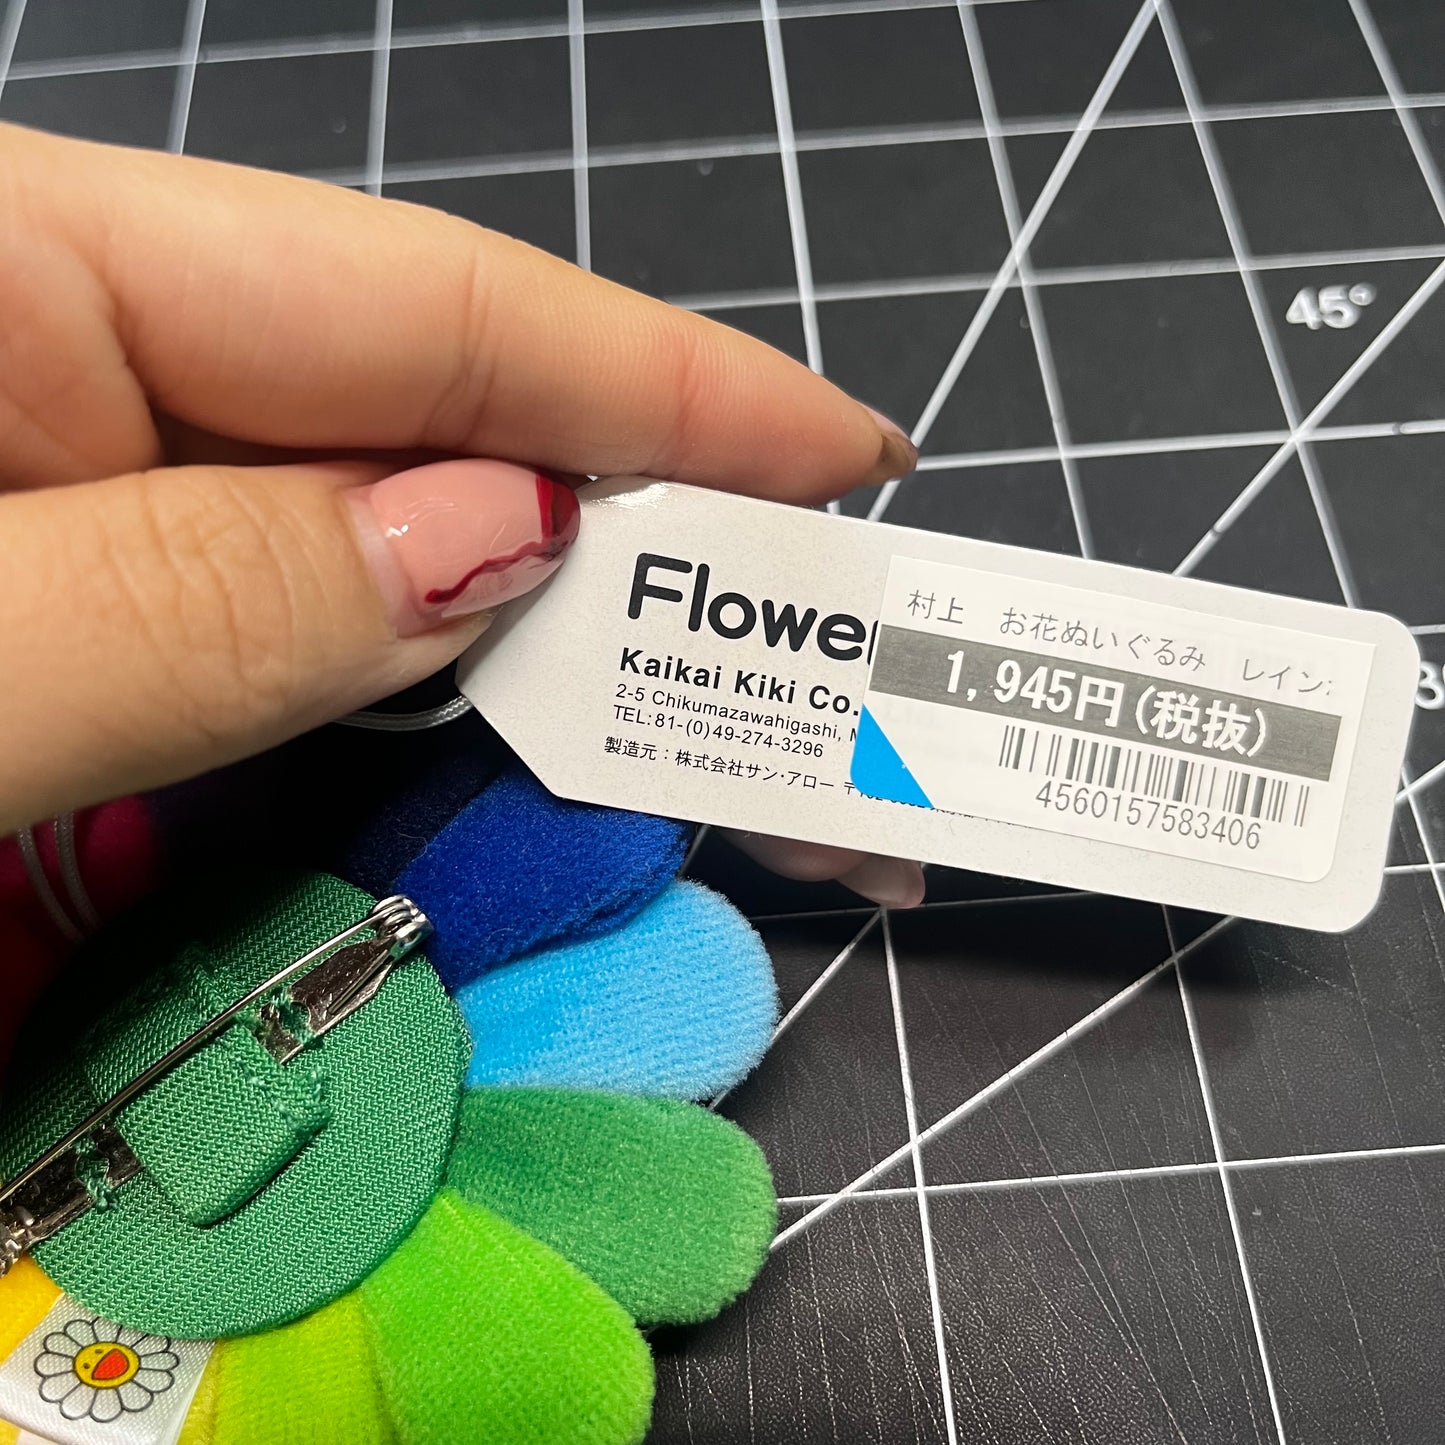 45°
Flower
Kaikai Kiki Co.
2-5 Chikumazawahigashi,
TEL:81-(0)49-274-3296
製造元：株式会社サン・アロー
村上 お花ぬいぐるみ レイン
1,945円(税抜)
4560157583406